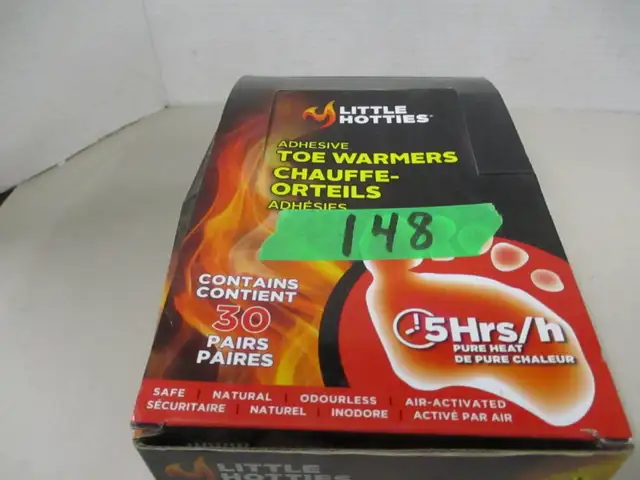 LITTLE
HOTTIES
ADHESIVE
TOE WARMERS
CHAUFFE-
ORTEILS
ADHÉSIFS
148
CONTAINS
CONTIENT
30
PAIRS
PAIRES
5Hrs/h
PURE HEAT
DE PURE CHALEUR
SAFE | NATURAL | ODOURLESS | AIR-ACTIVATED
SÉCURITAIRE | NATUREL | INODORE | ACTIVÉ PAR AIR
LITTLE
HOTTIES